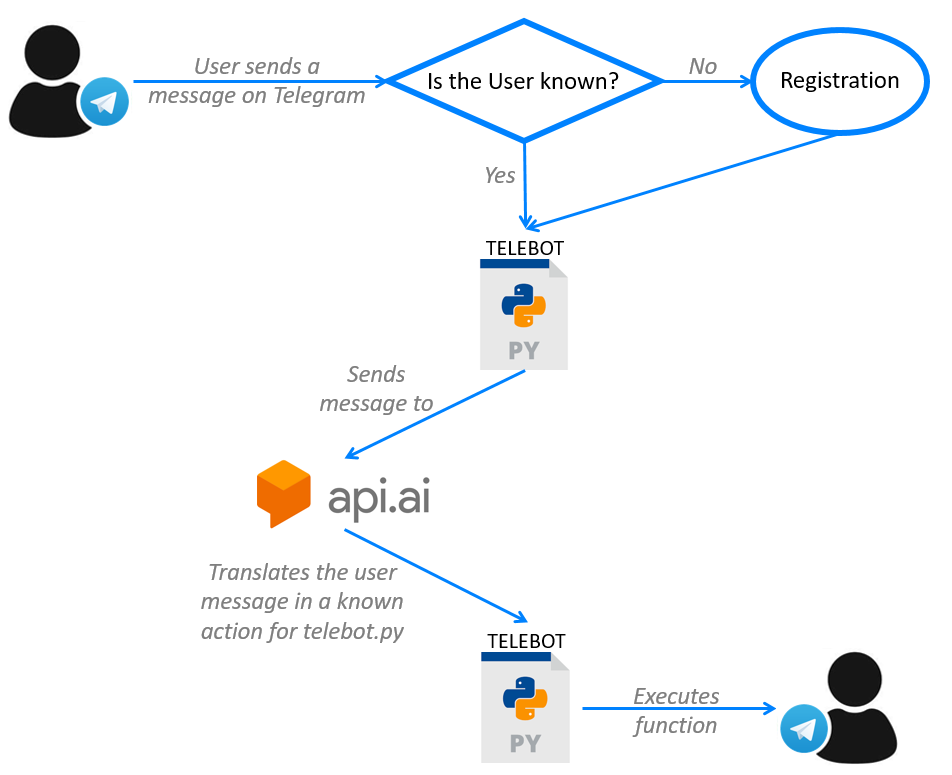 User sends a
message on Telegram
Is the User known?
No
Registration
Yes
TELEBOT
PY
Sends
message to
api.ai
Translates the user
message in a known
action for telebot.py
TELEBOT
PY
Executes
function